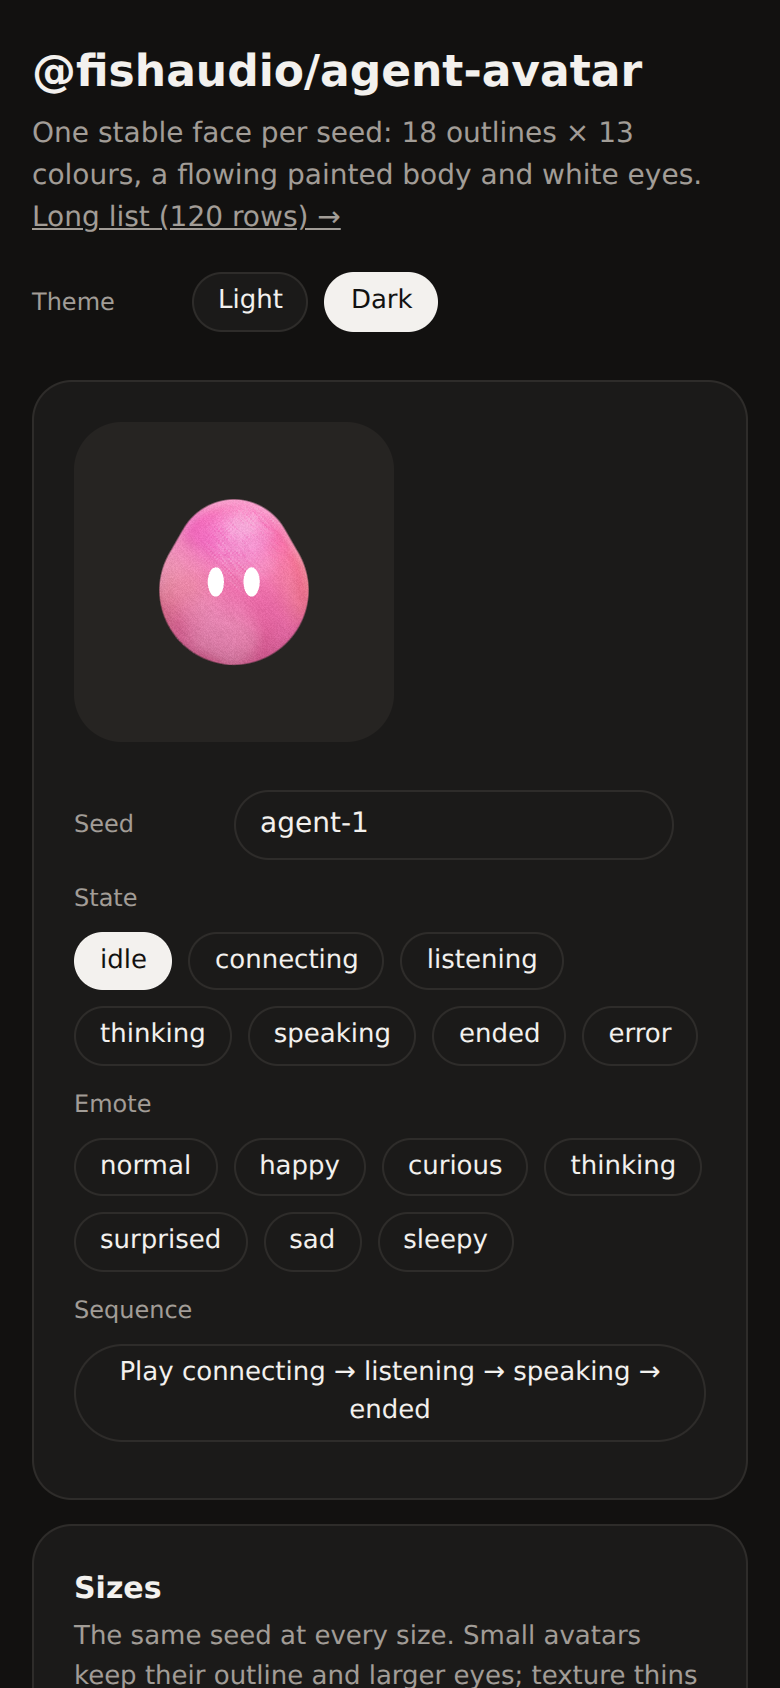 @fishaudio/agent-avatar
One stable face per seed: 18 outlines × 13
colours, a flowing painted body and white eyes.
Long list (120 rows) →
Theme
Light
Dark
Seed
agent-1
State
idle
connecting
listening
thinking
speaking
ended
error
Emote
normal
happy
curious
thinking
surprised
sad
sleepy
Sequence
Play connecting → listening → speaking →
ended
Sizes
The same seed at every size. Small avatars
keep their outline and larger eyes; texture thins